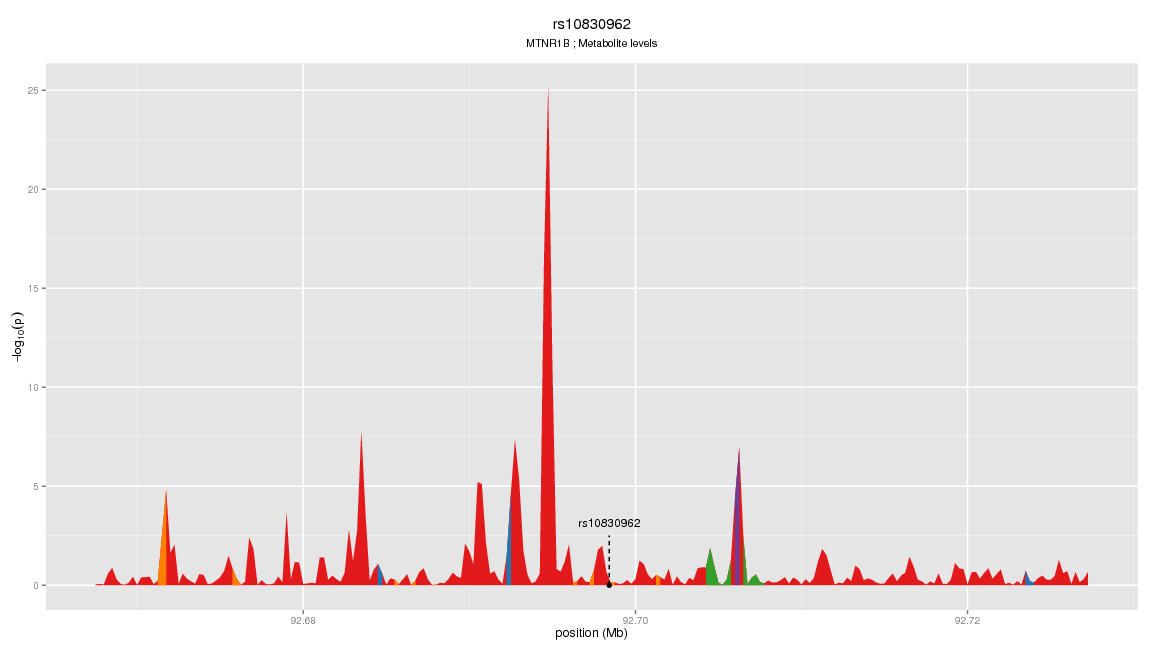 rs10830962
MTNR1B ; Metabolite levels
25
20
15
10
5
0
−log10(p)
rs10830962
92.68
92.70
92.72
position (Mb)